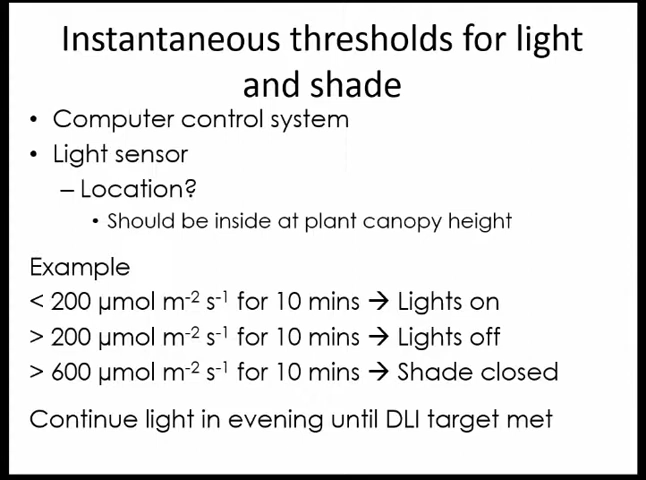 Instantaneous thresholds for light
and shade
• Computer control system
• Light sensor
– Location?
• Should be inside at plant canopy height
Example
< 200 µmol m⁻² s⁻¹ for 10 mins → Lights on
> 200 µmol m⁻² s⁻¹ for 10 mins → Lights off
> 600 µmol m⁻² s⁻¹ for 10 mins → Shade closed
Continue light in evening until DLI target met